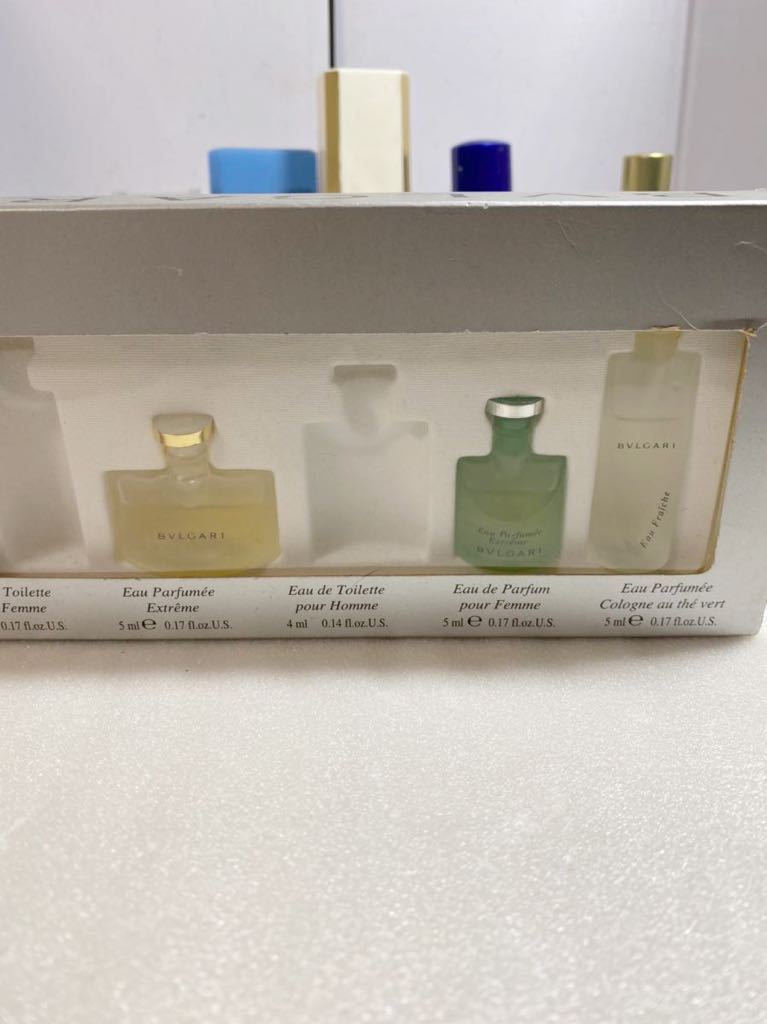 BVLGARI
BVLGARI
Eau Fraîche
Eau Parfumée
Extrême
BVLGARI
Toilette
Femme
0.17 fl.oz.U.S.
Eau Parfumée
Extrême
5 ml e 0.17 fl.oz.U.S.
Eau de Toilette
pour Homme
4 ml 0.14 fl.oz.U.S.
Eau de Parfum
pour Femme
5 ml e 0.17 fl.oz.U.S.
Eau Parfumée
Cologne au thé vert
5 ml e 0.17 fl.oz.U.S.